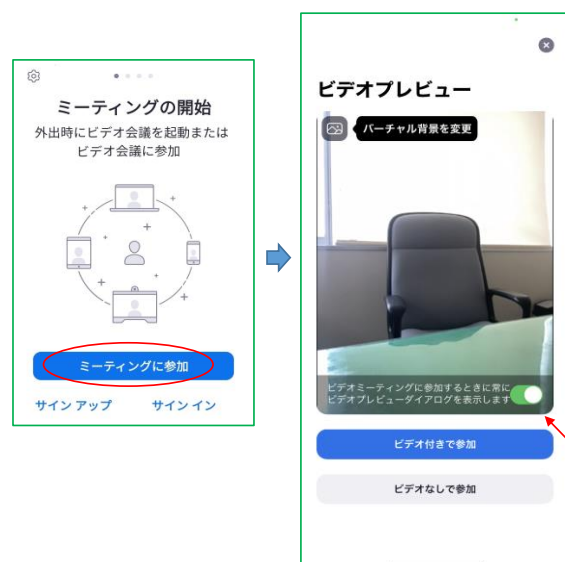 ミーティングの開始
外出時にビデオ会議を起動または
ビデオ会議に参加
ミーティングに参加
サイン アップ
サイン イン
ビデオプレビュー
バーチャル背景を変更
ビデオミーティングに参加するときに常に
ビデオプレビューダイアログを表示します
ビデオ付きで参加
ビデオなしで参加